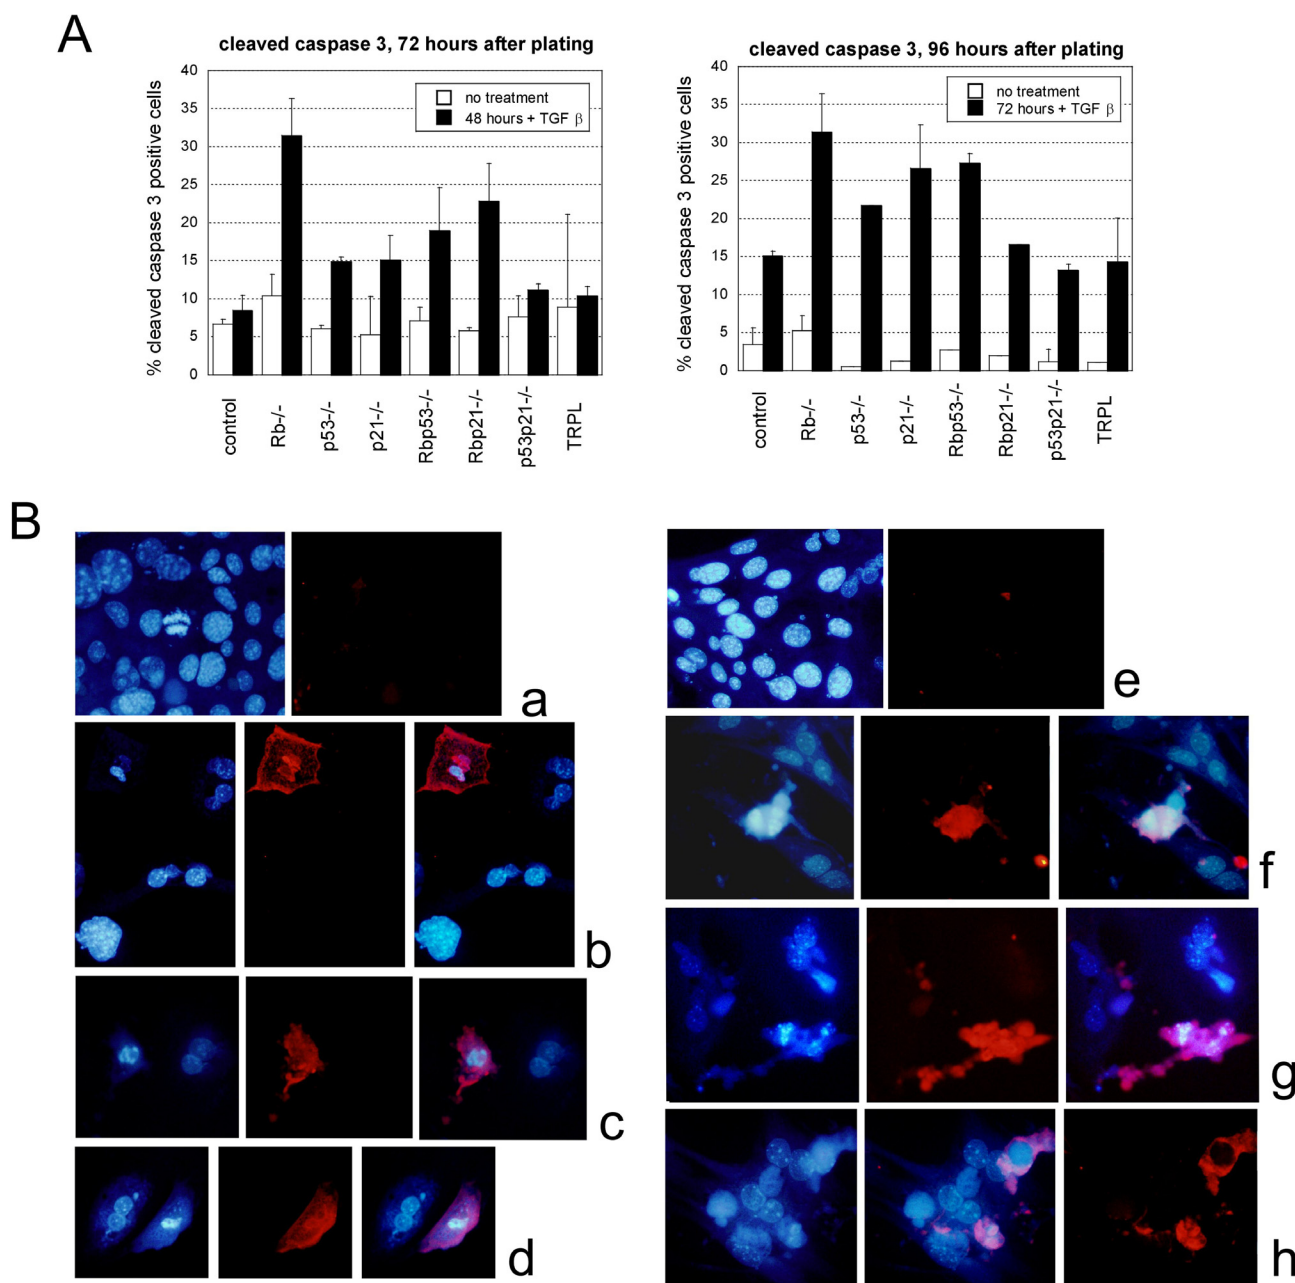 A
cleaved caspase 3, 72 hours after plating
% cleaved caspase 3 positive cells
40
35
30
25
20
15
10
5
0
no treatment
48 hours + TGF β
control
Rb-/-
p53-/-
p21-/-
Rbp53-/-
Rbp21-/-
p53p21-/-
TRPL
cleaved caspase 3, 96 hours after plating
% cleaved caspase 3 positive cells
40
35
30
25
20
15
10
5
0
no treatment
72 hours + TGF β
control
Rb-/-
p53-/-
p21-/-
Rbp53-/-
Rbp21-/-
p53p21-/-
TRPL
B
a
b
c
d
e
f
g
h